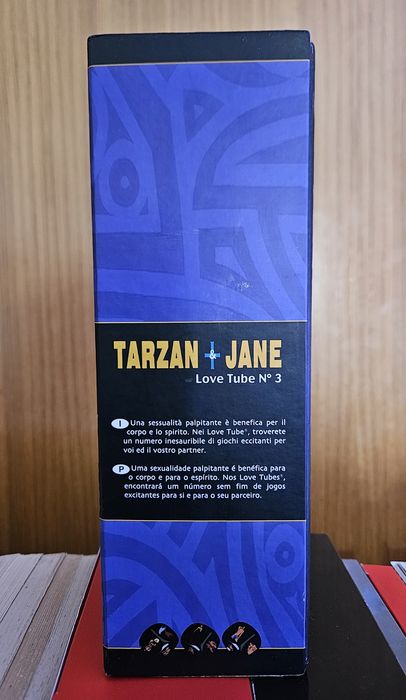 TARZAN & JANE
Love Tube N° 3
I Una sessualità palpitante è benefica per il
corpo e lo spirito. Nei Love Tube®, troverete
un numero inesauribile di giochi eccitanti per
voi ed il vostro partner.
P Uma sexualidade palpitante é benéfica para
o corpo e para o espírito. Nos Love Tubes®,
encontrará um número sem fim de jogos
excitantes para si e para o seu parceiro.